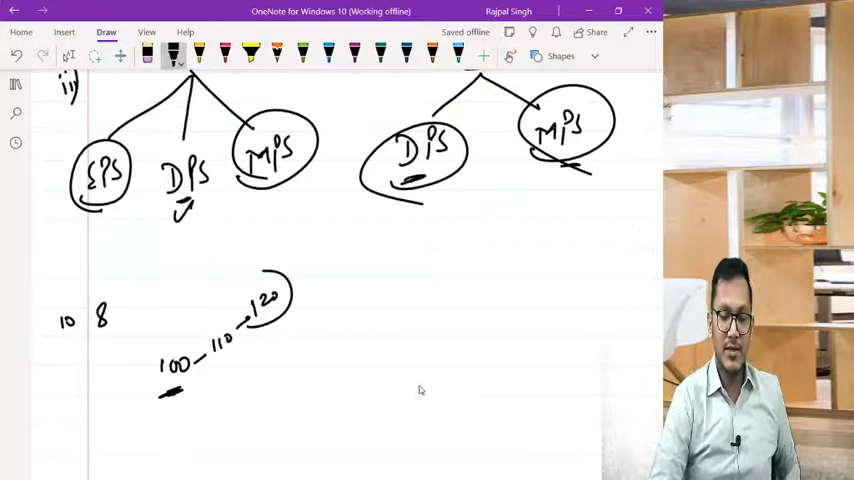 OneNote for Windows 10 (Working offline)
Rajpal Singh
Home Insert Draw View Help
Saved offline
Share
Shapes
iii)
EPS DPS MPS DPS MPS
10 8
100 110 120